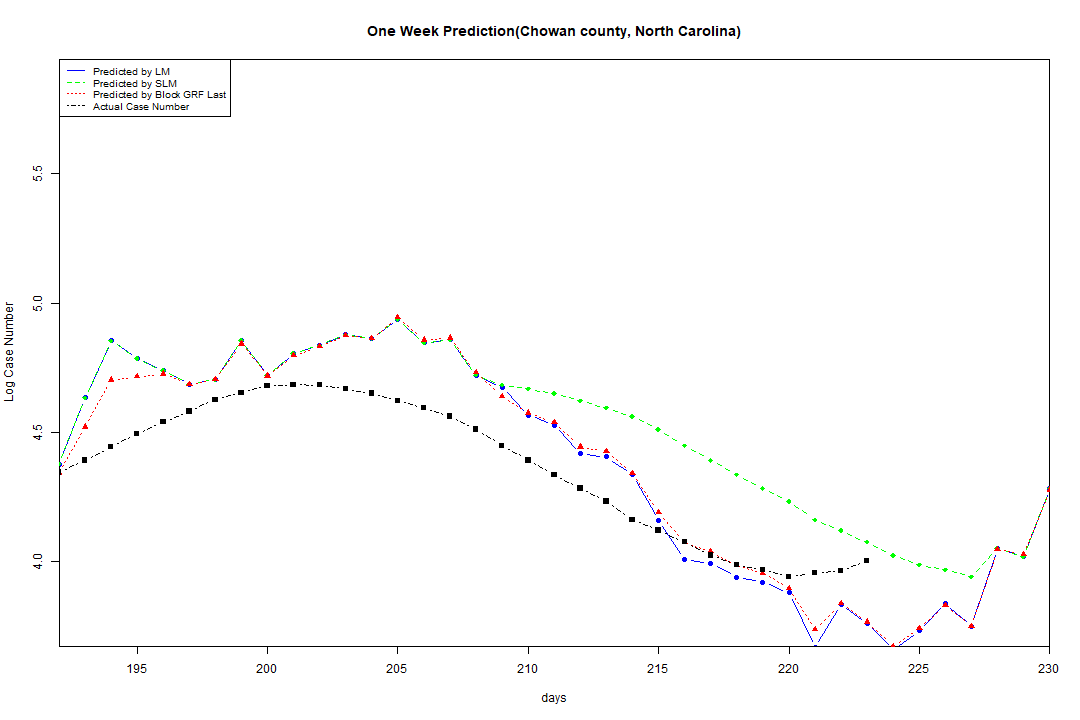 One Week Prediction(Chowan county, North Carolina)
Predicted by LM
Predicted by SLM
Predicted by Block GRF Last
Actual Case Number
Log Case Number
5.5
5.0
4.5
4.0
195 200 205 210 215 220 225 230
days